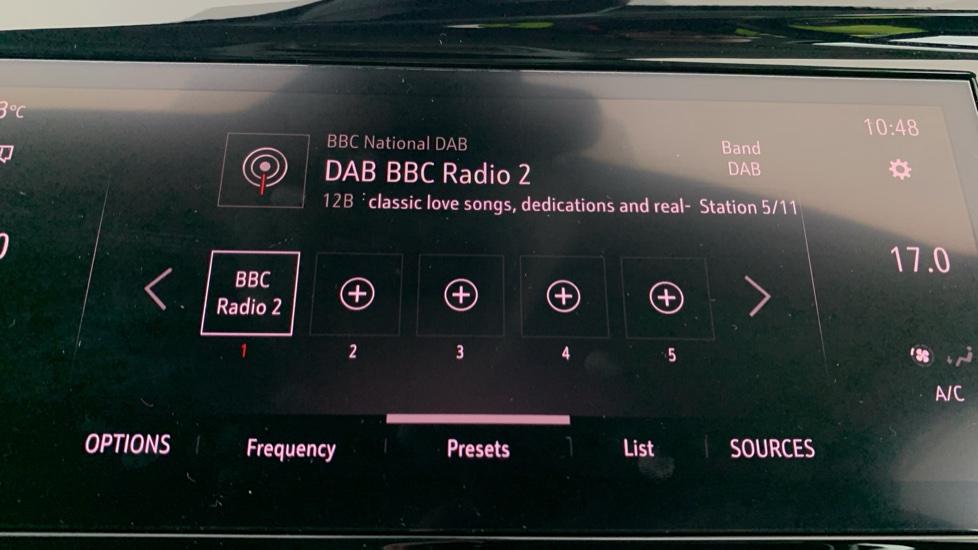 3°C
10:48
BBC National DAB
Band
DAB BBC Radio 2
DAB
12B classic love songs, dedications and real- Station 5/11
17.0
BBC
Radio 2
1 2 3 4 5
A/C
OPTIONS Frequency Presets List SOURCES